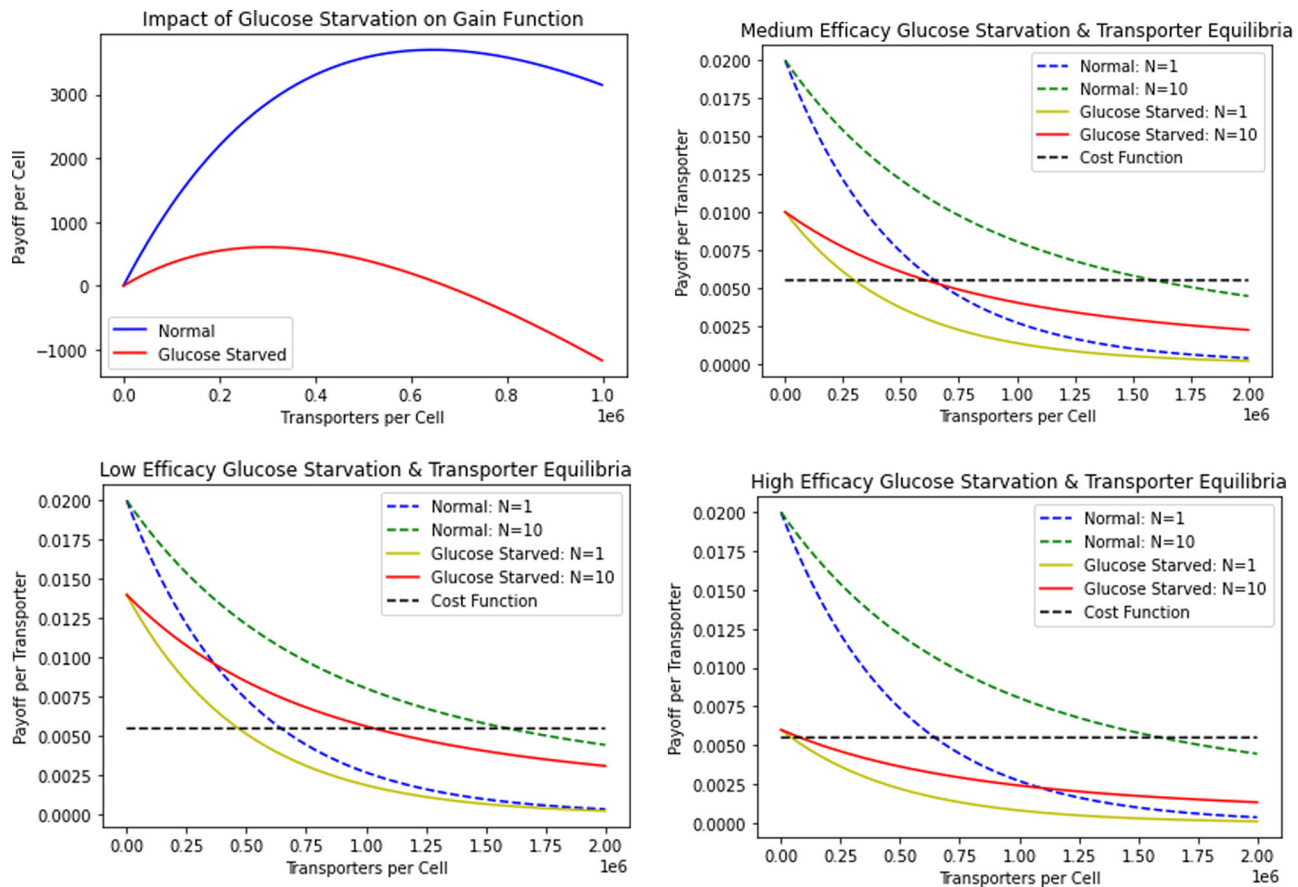 Impact of Glucose Starvation on Gain Function
Payoff per Cell
3000
2000
1000
0
−1000
Normal
Glucose Starved
0.0 0.2 0.4 0.6 0.8 1.0
1e6
Transporters per Cell
Medium Efficacy Glucose Starvation & Transporter Equilibria
Payoff per Transporter
0.0200
0.0175
0.0150
0.0125
0.0100
0.0075
0.0050
0.0025
0.0000
Normal: N=1
Normal: N=10
Glucose Starved: N=1
Glucose Starved: N=10
Cost Function
0.00 0.25 0.50 0.75 1.00 1.25 1.50 1.75 2.00
1e6
Transporters per Cell
Low Efficacy Glucose Starvation & Transporter Equilibria
Payoff per Transporter
0.0200
0.0175
0.0150
0.0125
0.0100
0.0075
0.0050
0.0025
0.0000
Normal: N=1
Normal: N=10
Glucose Starved: N=1
Glucose Starved: N=10
Cost Function
0.00 0.25 0.50 0.75 1.00 1.25 1.50 1.75 2.00
1e6
Transporters per Cell
High Efficacy Glucose Starvation & Transporter Equilibria
Payoff per Transporter
0.0200
0.0175
0.0150
0.0125
0.0100
0.0075
0.0050
0.0025
0.0000
Normal: N=1
Normal: N=10
Glucose Starved: N=1
Glucose Starved: N=10
Cost Function
0.00 0.25 0.50 0.75 1.00 1.25 1.50 1.75 2.00
1e6
Transporters per Cell